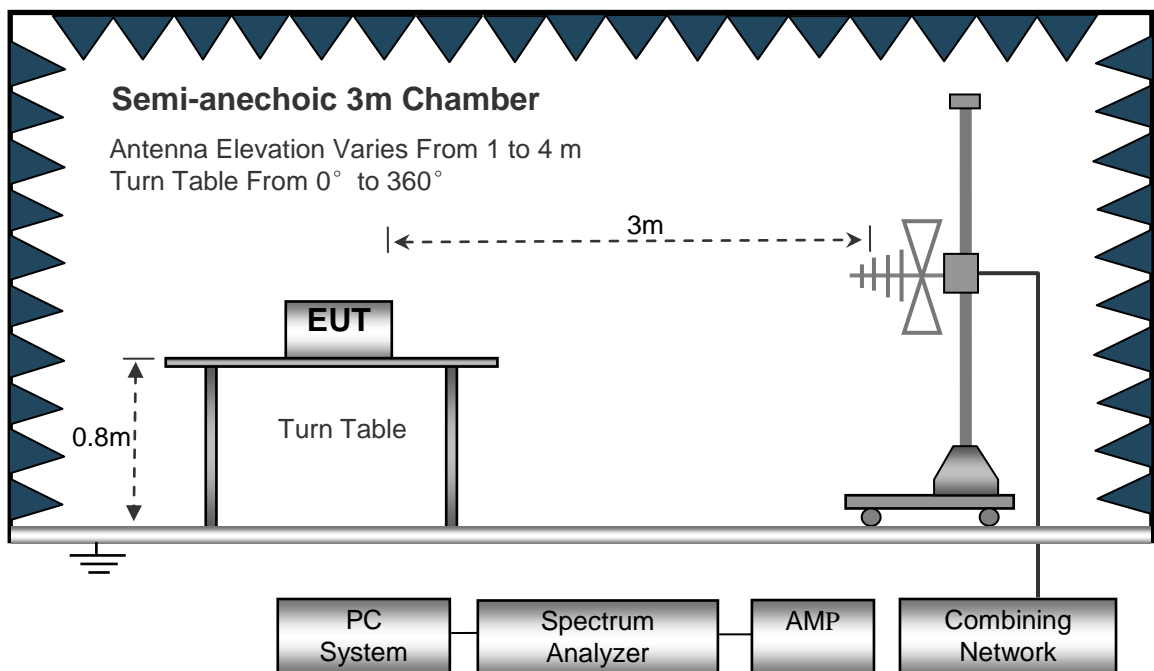 Semi-anechoic 3m Chamber
Antenna Elevation Varies From 1 to 4 m
Turn Table From 0° to 360°
3m
EUT
0.8m
Turn Table
PC
System
Spectrum
Analyzer
AMP
Combining
Network